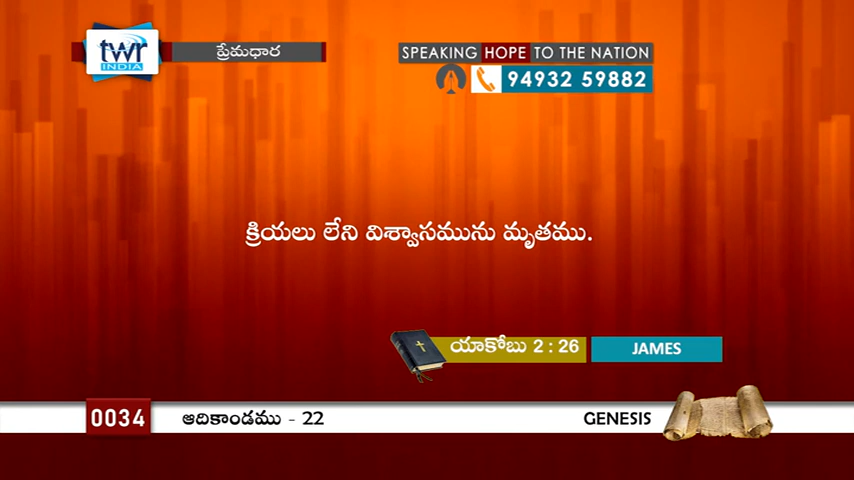 twr
INDIA
ప్రేమధార
SPEAKING HOPE TO THE NATION
94932 59882
క్రియలు లేని విశ్వాసమును మృతము.
యాకోబు 2 : 26
JAMES
0034
ఆదికాండము - 22
GENESIS